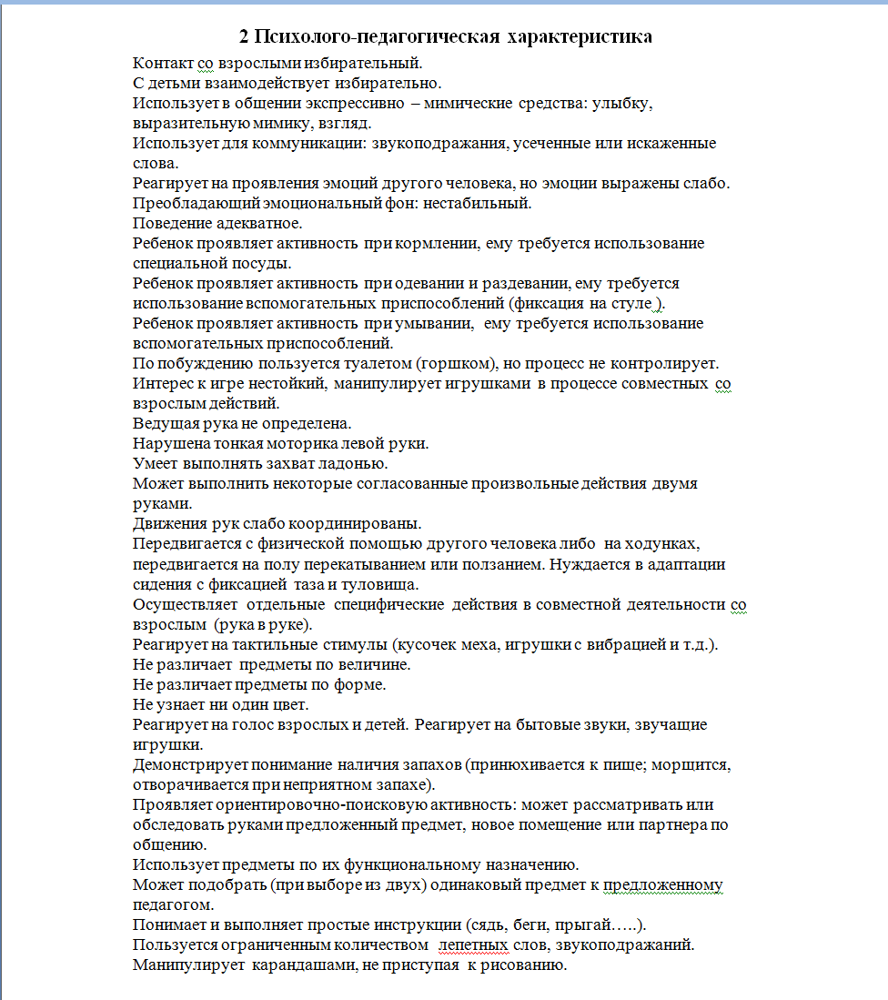 2 Психолого-педагогическая характеристика
Контакт со взрослыми избирательный.
С детьми взаимодействует избирательно.
Использует в общении экспрессивно – мимические средства: улыбку,
выразительную мимику, взгляд.
Использует для коммуникации: звукоподражания, усеченные или искаженные
слова.
Реагирует на проявления эмоций другого человека, но эмоции выражены слабо.
Преобладающий эмоциональный фон: нестабильный.
Поведение адекватное.
Ребенок проявляет активность при кормлении, ему требуется использование
специальной посуды.
Ребенок проявляет активность при одевании и раздевании, ему требуется
использование вспомогательных приспособлений (фиксация на стуле ).
Ребенок проявляет активность при умывании, ему требуется использование
вспомогательных приспособлений.
По побуждению пользуется туалетом (горшком), но процесс не контролирует.
Интерес к игре нестойкий, манипулирует игрушками в процессе совместных со
взрослым действий.
Ведущая рука не определена.
Нарушена тонкая моторика левой руки.
Умеет выполнять захват ладонью.
Может выполнить некоторые согласованные произвольные действия двумя
руками.
Движения рук слабо координированы.
Передвигается с физической помощью другого человека либо на ходунках,
передвигается на полу перекатыванием или ползанием. Нуждается в адаптации
сидения с фиксацией таза и туловища.
Осуществляет отдельные специфические действия в совместной деятельности со
взрослым (рука в руке).
Реагирует на тактильные стимулы (кусочек меха, игрушки с вибрацией и т.д.).
Не различает предметы по величине.
Не различает предметы по форме.
Не узнает ни один цвет.
Реагирует на голос взрослых и детей. Реагирует на бытовые звуки, звучащие
игрушки.
Демонстрирует понимание наличия запахов (принюхивается к пище; морщится,
отворачивается при неприятном запахе).
Проявляет ориентировочно-поисковую активность: может рассматривать или
обследовать руками предложенный предмет, новое помещение или партнера по
общению.
Использует предметы по их функциональному назначению.
Может подобрать (при выборе из двух) одинаковый предмет к предложенному
педагогом.
Понимает и выполняет простые инструкции (сядь, беги, прыгай…..).
Пользуется ограниченным количеством лепетных слов, звукоподражаний.
Манипулирует карандашами, не приступая к рисованию.